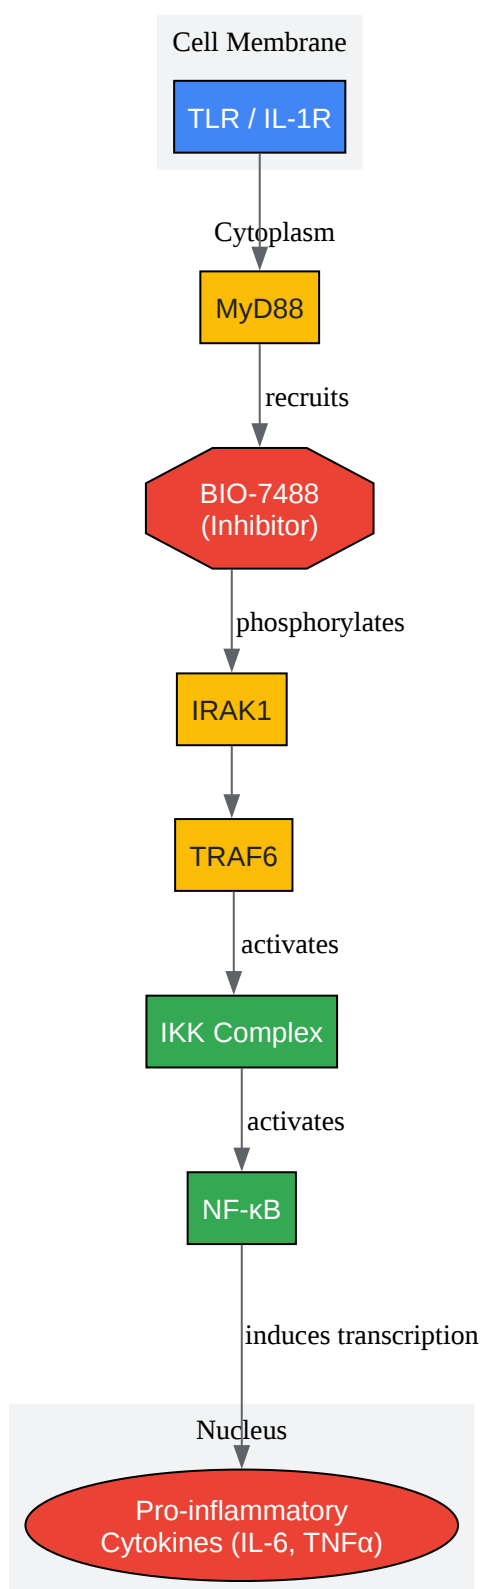 Cell Membrane
TLR / IL-1R
Cytoplasm
MyD88
recruits
BIO-7488
(Inhibitor)
phosphorylates
IRAK1
TRAF6
activates
IKK Complex
activates
NF-κB
induces transcription
Nucleus
Pro-inflammatory
Cytokines (IL-6, TNFα)